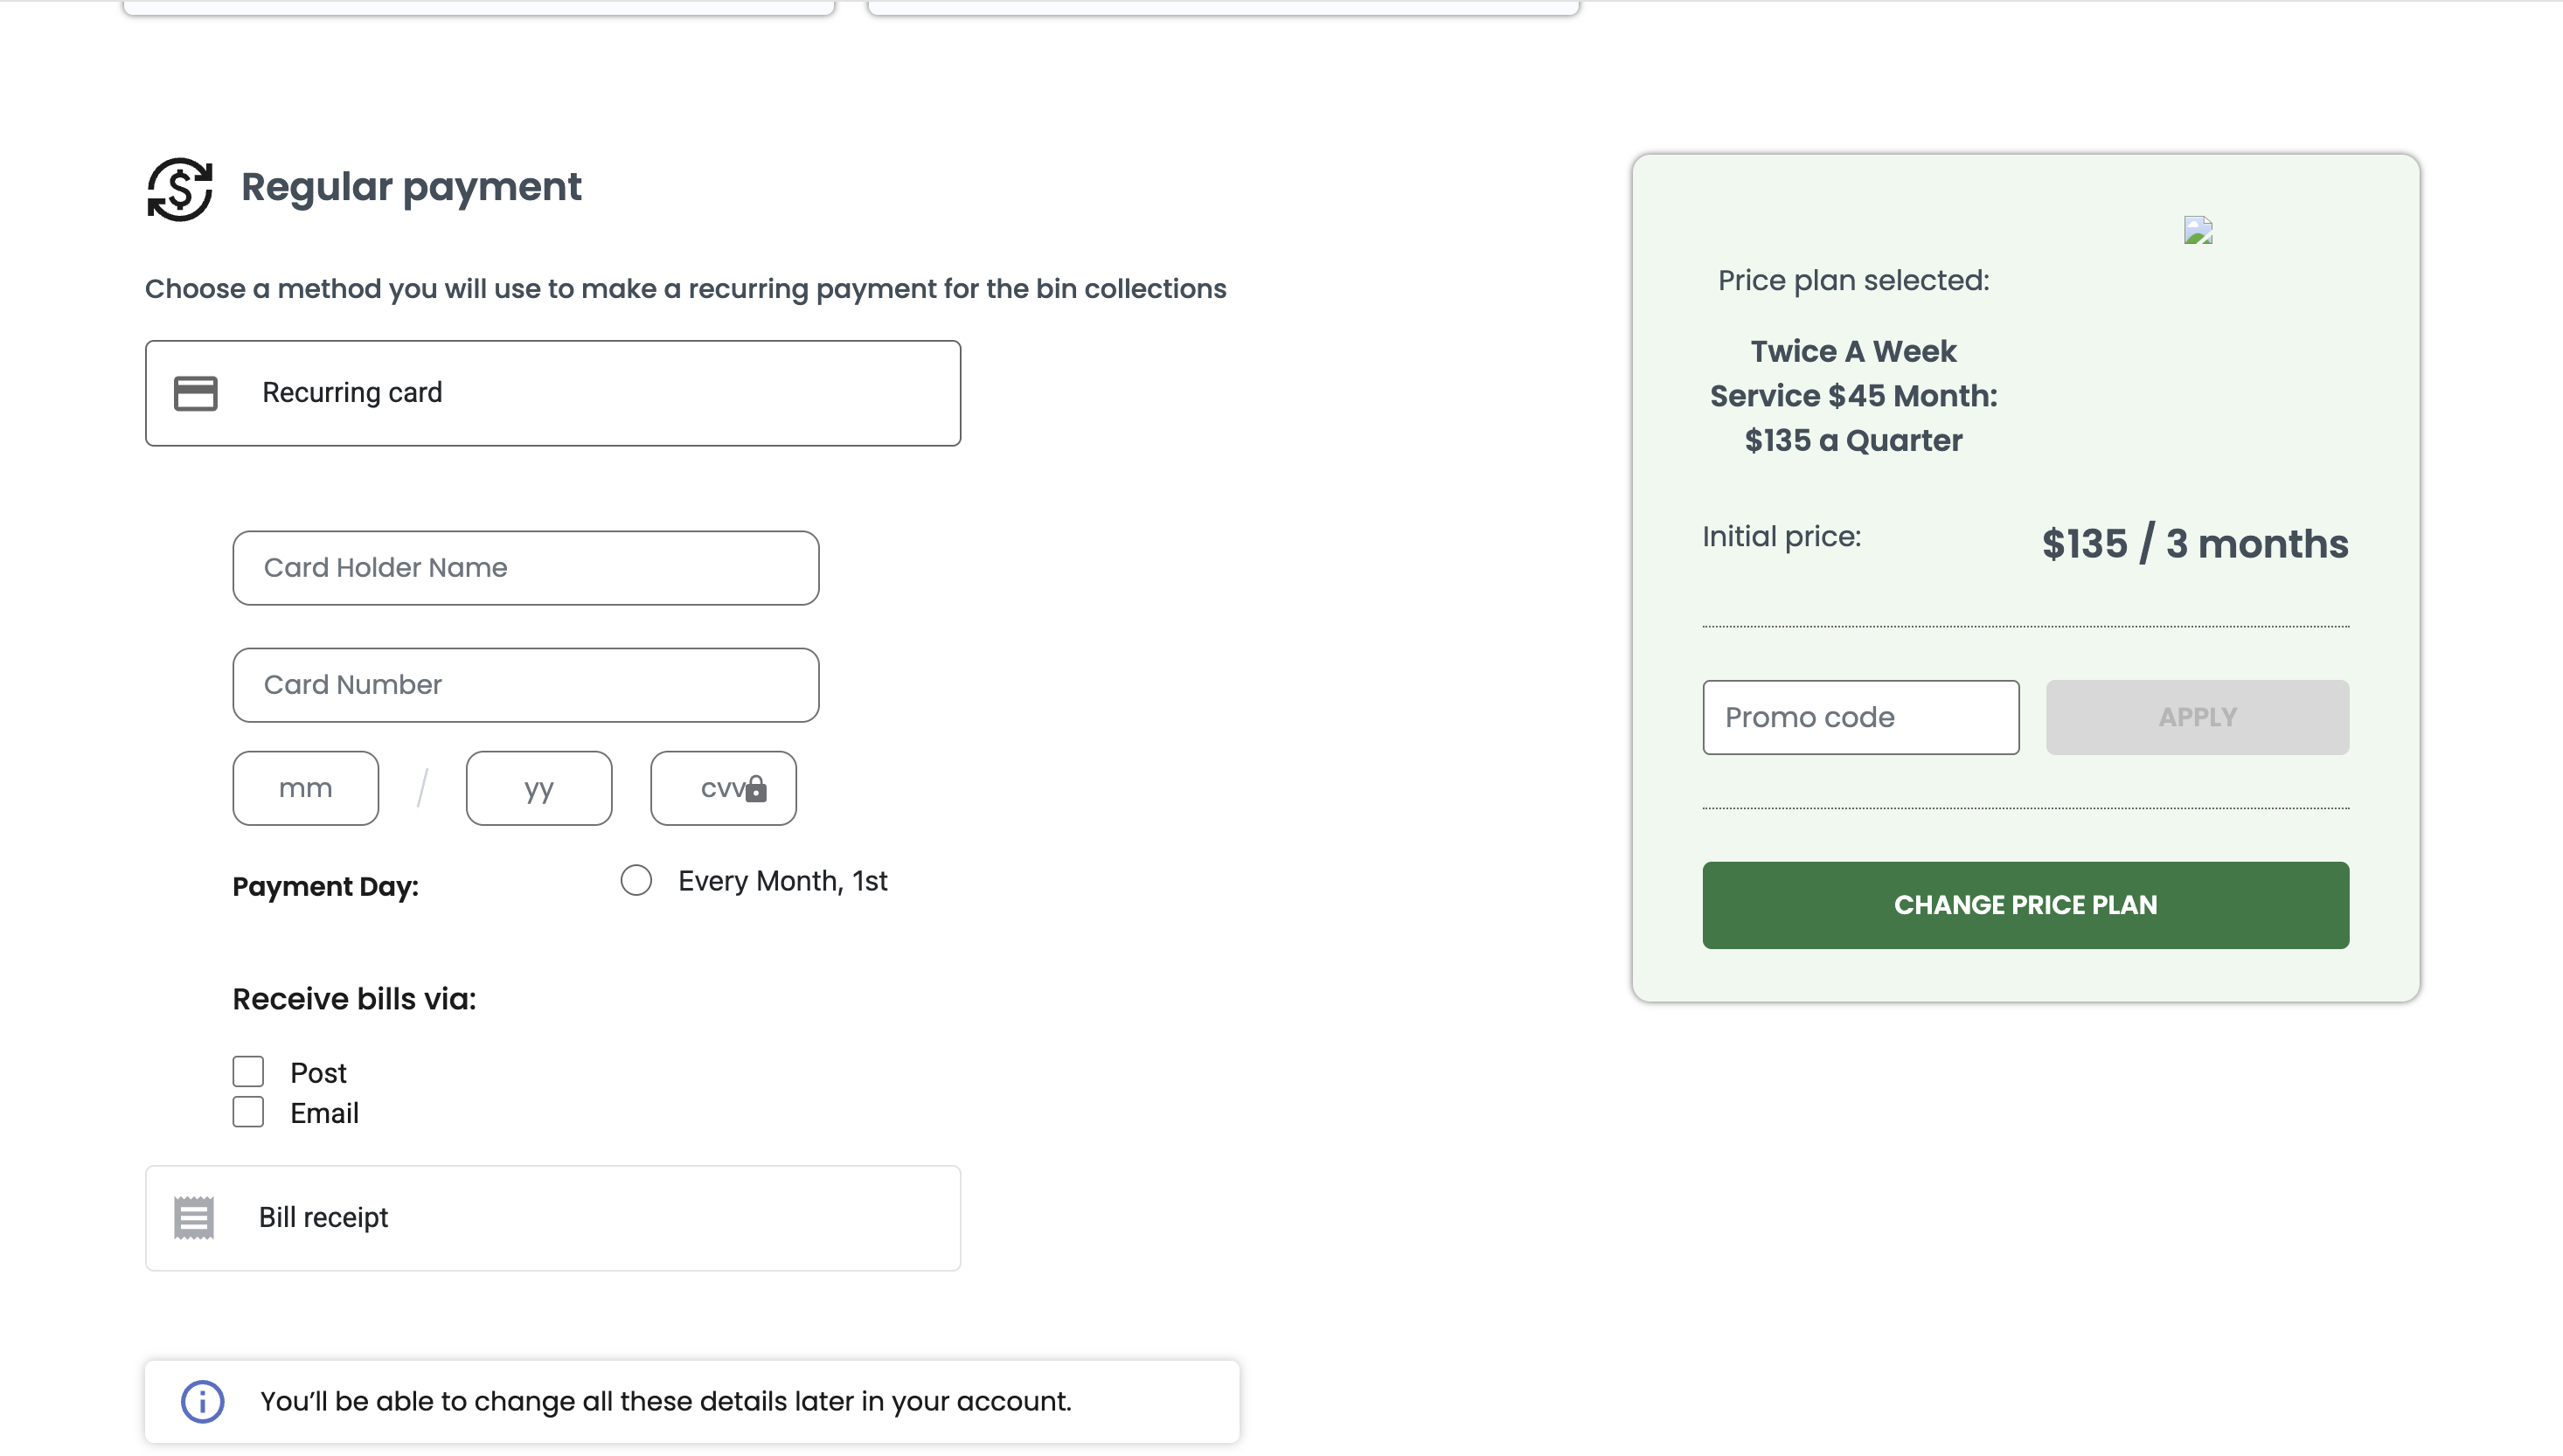 Regular payment
Choose a method you will use to make a recurring payment for the bin collections
Recurring card
Card Holder Name
Card Number
mm / yy cvv
Payment Day: Every Month, 1st
Receive bills via:
Post
Email
Bill receipt
You’ll be able to change all these details later in your account.
Price plan selected:
Twice A Week
Service $45 Month:
$135 a Quarter
Initial price: $135 / 3 months
Promo code APPLY
CHANGE PRICE PLAN